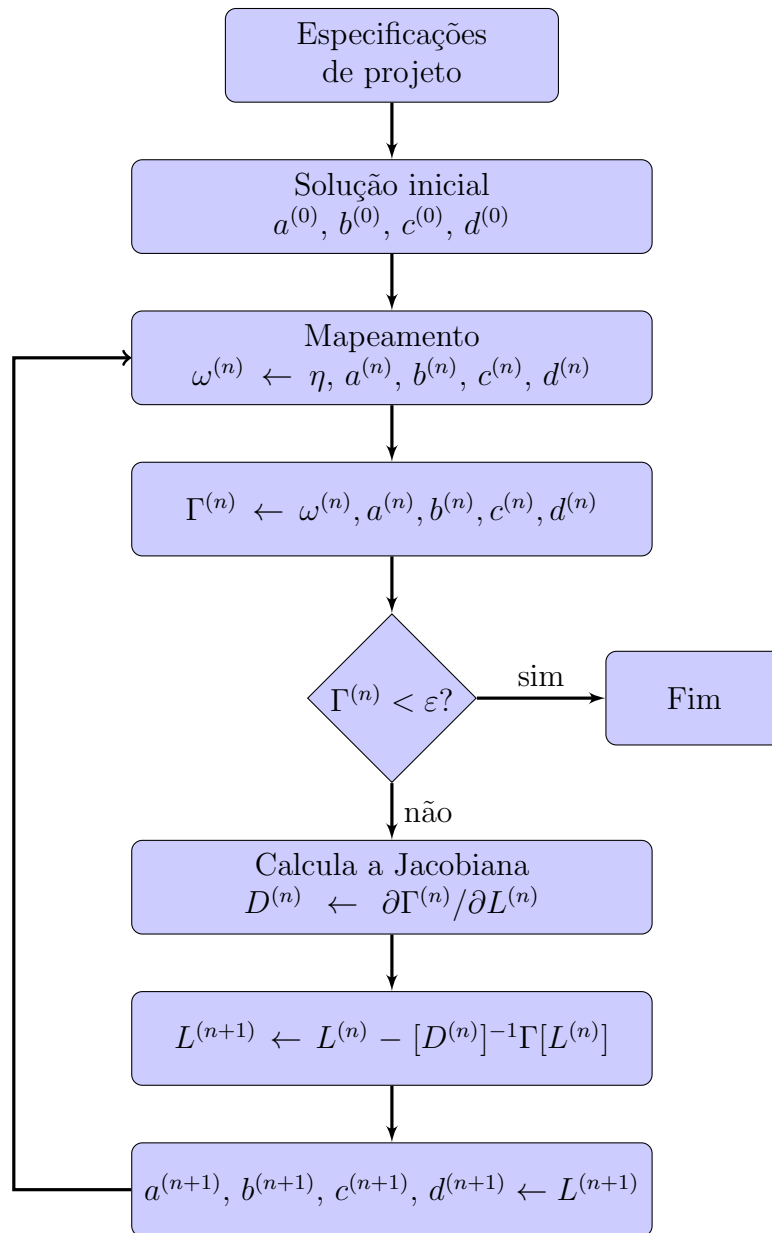 Especificações
de projeto
Solução inicial
a^{(0)}, b^{(0)}, c^{(0)}, d^{(0)}
Mapeamento
ω^{(n)} ← η, a^{(n)}, b^{(n)}, c^{(n)}, d^{(n)}
Γ^{(n)} ← ω^{(n)}, a^{(n)}, b^{(n)}, c^{(n)}, d^{(n)}
Γ^{(n)} < ε?
sim
Fim
não
Calcula a Jacobiana
D^{(n)} ← ∂Γ^{(n)}/∂L^{(n)}
L^{(n+1)} ← L^{(n)} − [D^{(n)}]^{-1}Γ[L^{(n)}]
a^{(n+1)}, b^{(n+1)}, c^{(n+1)}, d^{(n+1)} ← L^{(n+1)}